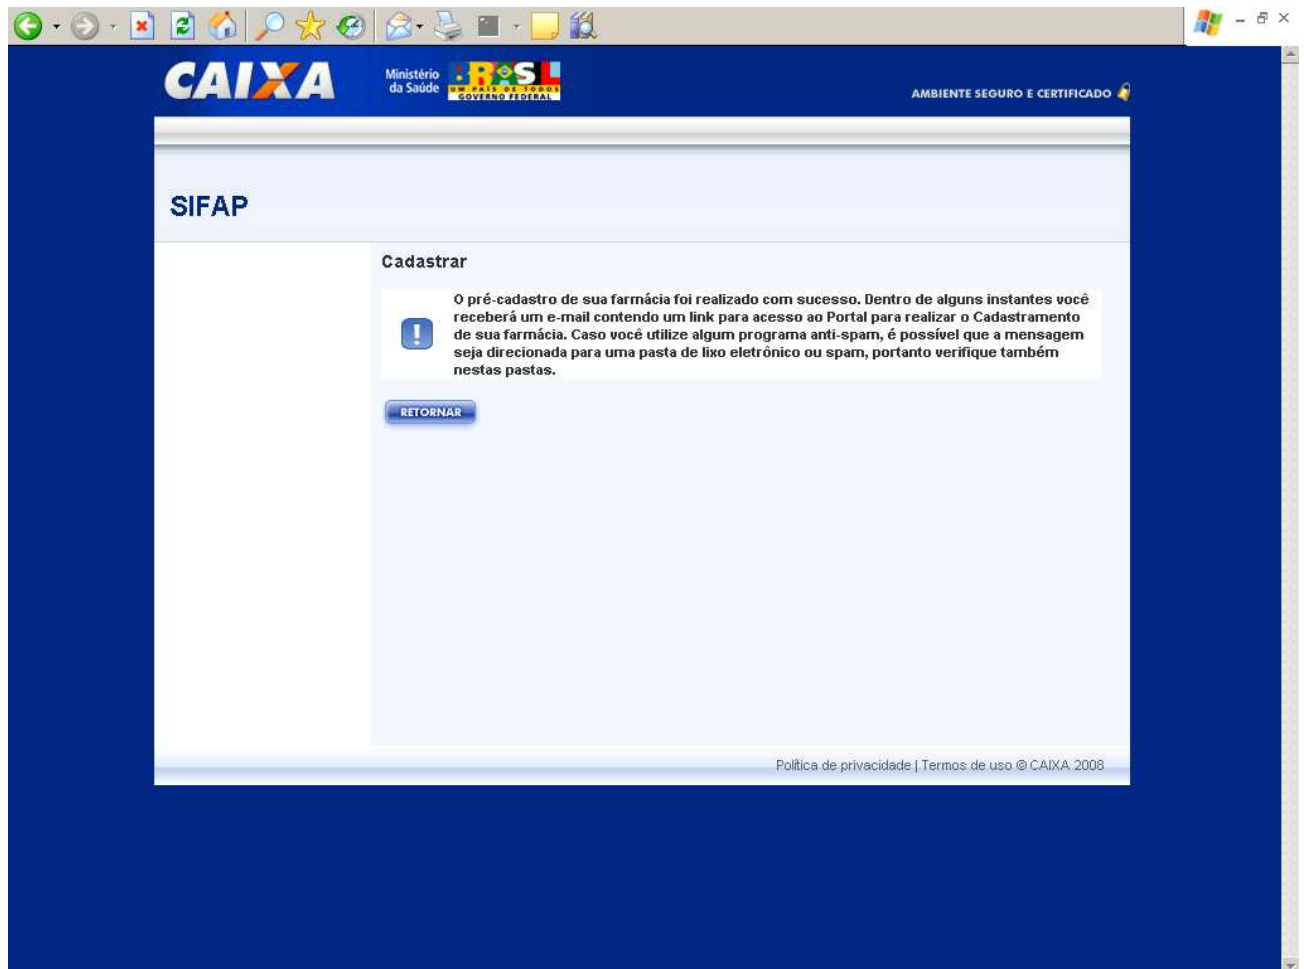 CAIXA
Ministério
da Saúde
BRASIL
UM PAÍS DE TODOS
GOVERNO FEDERAL
AMBIENTE SEGURO E CERTIFICADO
SIFAP
Cadastrar
O pré-cadastro de sua farmácia foi realizado com sucesso. Dentro de alguns instantes você
receberá um e-mail contendo um link para acesso ao Portal para realizar o Cadastramento
de sua farmácia. Caso você utilize algum programa anti-spam, é possível que a mensagem
seja direcionada para uma pasta de lixo eletrônico ou spam, portanto verifique também
nestas pastas.
RETORNAR
Política de privacidade | Termos de uso © CAIXA 2008